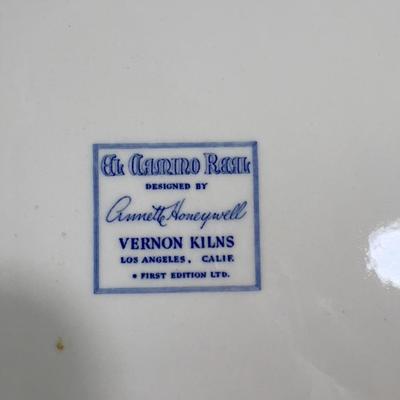 El Camino Real
DESIGNED BY
Annette Honeywell
VERNON KILNS
LOS ANGELES, CALIF.
* FIRST EDITION LTD.